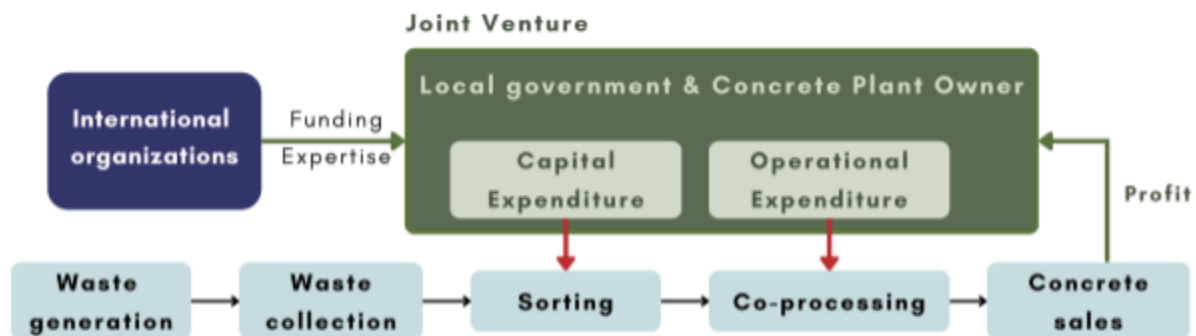 Joint Venture
Local government & Concrete Plant Owner
International
organizations
Funding
Expertise
Capital
Expenditure
Operational
Expenditure
Profit
Waste
generation
Waste
collection
Sorting
Co-processing
Concrete
sales